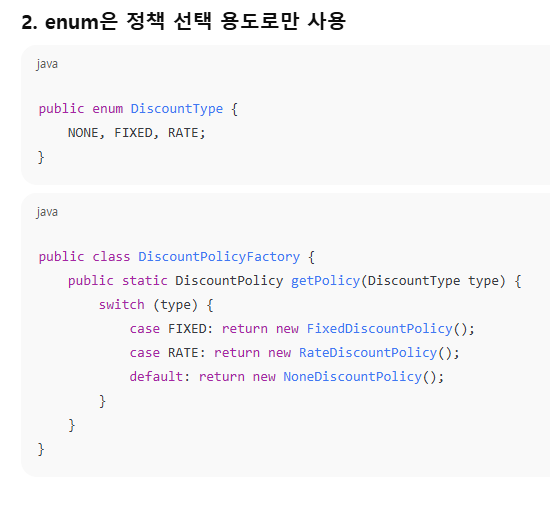 2. enum은 정책 선택 용도로만 사용
java
public enum DiscountType {
    NONE, FIXED, RATE;
}
java
public class DiscountPolicyFactory {
    public static DiscountPolicy getPolicy(DiscountType type) {
        switch (type) {
            case FIXED: return new FixedDiscountPolicy();
            case RATE: return new RateDiscountPolicy();
            default: return new NoneDiscountPolicy();
        }
    }
}